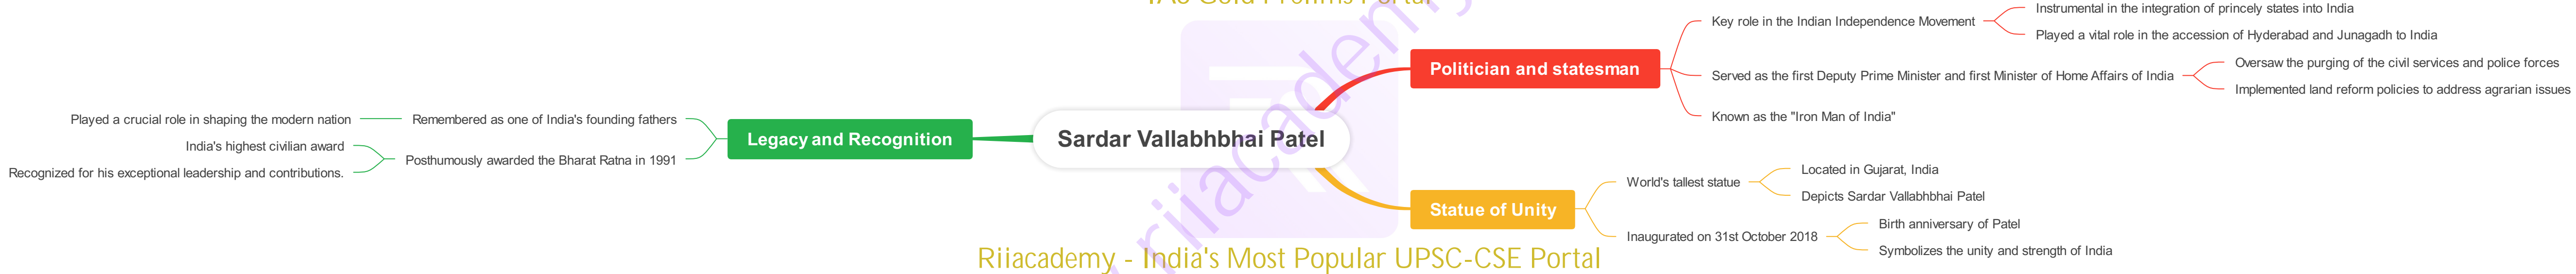 IAS Gold Prelims Portal
Sardar Vallabhbhai Patel
Politician and statesman
Key role in the Indian Independence Movement
Instrumental in the integration of princely states into India
Played a vital role in the accession of Hyderabad and Junagadh to India
Served as the first Deputy Prime Minister and first Minister of Home Affairs of India
Oversaw the purging of the civil services and police forces
Implemented land reform policies to address agrarian issues
Known as the "Iron Man of India"
Statue of Unity
World's tallest statue
Located in Gujarat, India
Depicts Sardar Vallabhbhai Patel
Inaugurated on 31st October 2018
Birth anniversary of Patel
Symbolizes the unity and strength of India
Legacy and Recognition
Remembered as one of India's founding fathers
Played a crucial role in shaping the modern nation
Posthumously awarded the Bharat Ratna in 1991
India's highest civilian award
Recognized for his exceptional leadership and contributions.
riiacademy
Riiacademy - India's Most Popular UPSC-CSE Portal